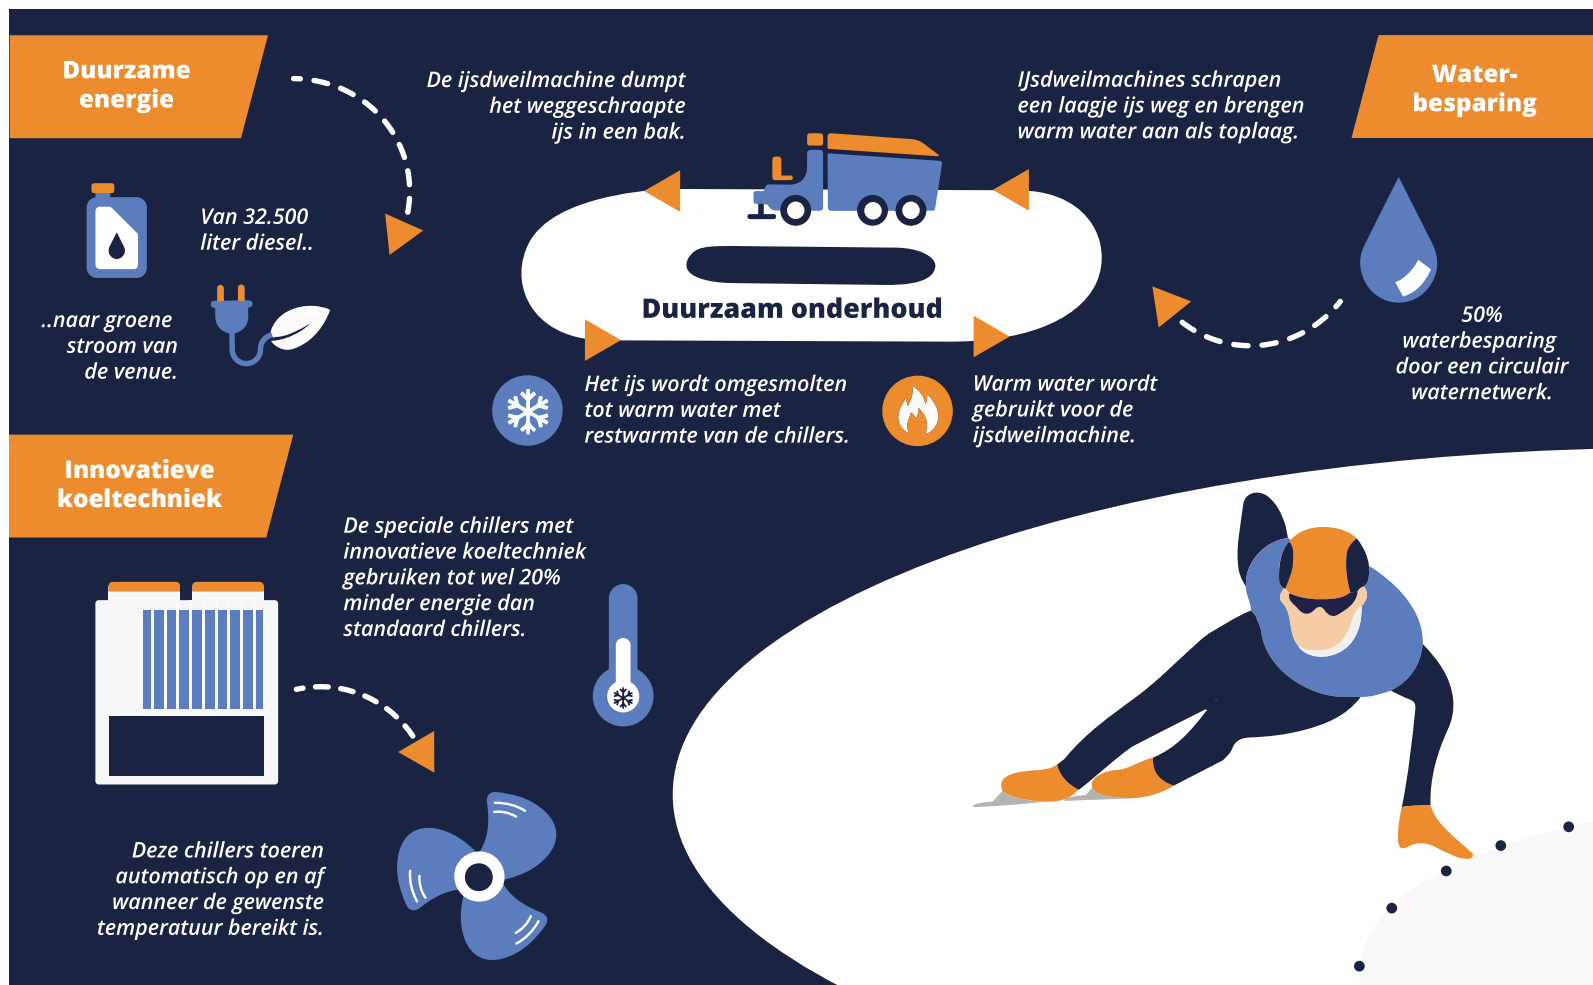 Duurzame
energie
Van 32.500
liter diesel..
..naar groene
stroom van
de venue.
De ijsdweilmachine dumpt
het weggeschraapte
ijs in een bak.
IJsdweilmachines schrapen
een laagje ijs weg en brengen
warm water aan als toplaag.
Duurzaam onderhoud
Het ijs wordt omgesmolten
tot warm water met
restwarmte van de chillers.
Warm water wordt
gebruikt voor de
ijsdweilmachine.
Water-
besparing
50%
waterbesparing
door een circulair
waternetwerk.
Innovatieve
koeltechniek
De speciale chillers met
innovatieve koeltechniek
gebruiken tot wel 20%
minder energie dan
standaard chillers.
Deze chillers toeren
automatisch op en af
wanneer de gewenste
temperatuur bereikt is.